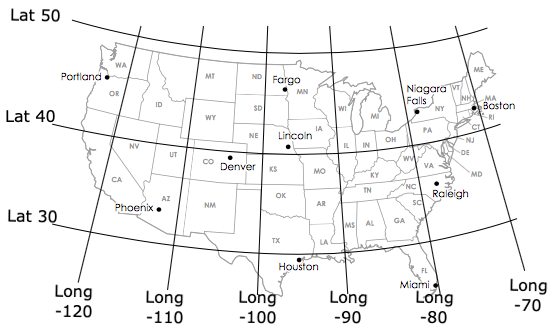 Lat 50
ME
WA
Portland
MT
ND
Fargo
MN
Niagara
Falls
VT
NH
MA
Boston
OR
ID
SD
WI
MI
NY
RI
WY
CT
Lat 40
IA
PA
NE
Lincoln
NJ
NV
UT
CO
Denver
IL
IN
OH
DE
WV
VA
MD
CA
KS
MO
KY
Raleigh
AZ
NM
OK
TN
NC
Phoenix
AR
SC
Lat 30
MS
AL
GA
TX
LA
Houston
FL
Miami
Long
-120
Long
-110
Long
-100
Long
-90
Long
-80
Long
-70